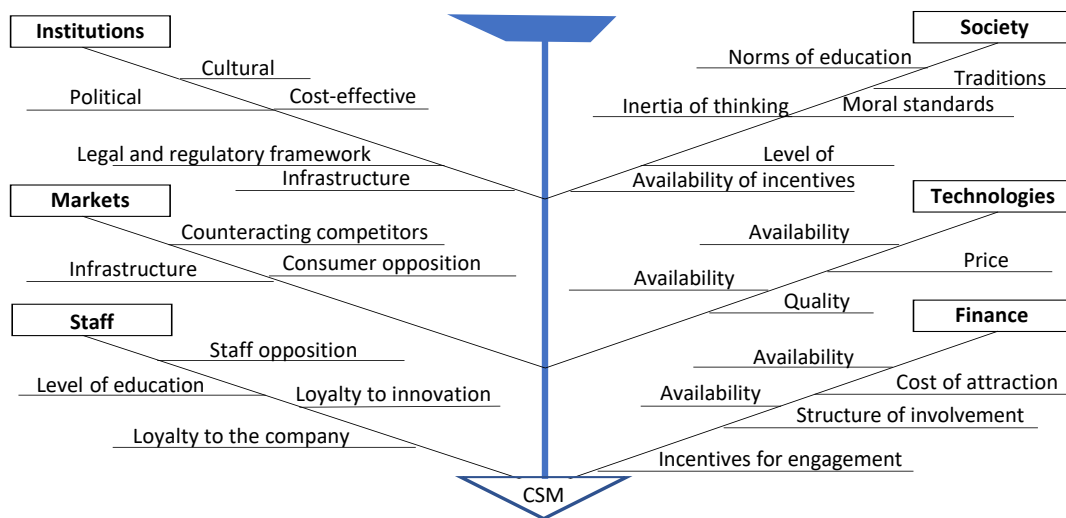 Institutions
Cultural
Political
Cost-effective
Legal and regulatory framework
Infrastructure
Society
Norms of education
Traditions
Inertia of thinking
Moral standards
Level of
Availability of incentives
Markets
Counteracting competitors
Infrastructure
Consumer opposition
Technologies
Availability
Price
Availability
Quality
Staff
Staff opposition
Level of education
Loyalty to innovation
Loyalty to the company
Finance
Availability
Cost of attraction
Availability
Structure of involvement
Incentives for engagement
CSM